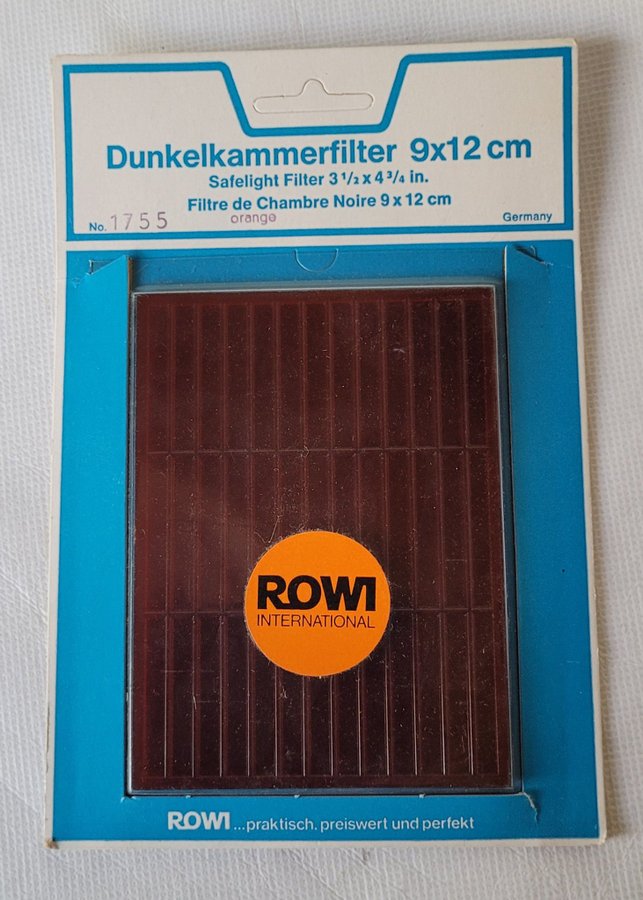 Dunkelkammerfilter 9x12 cm
Safelight Filter 3 1/2 x 4 3/4 in.
Filtre de Chambre Noire 9 x 12 cm
No. 1755 orange Germany
ROWI
INTERNATIONAL
ROWI ...praktisch. preiswert und perfekt